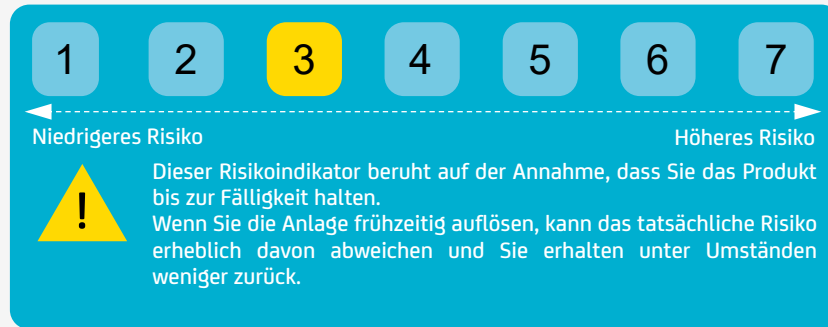 1 2 3 4 5 6 7
Niedrigeres Risiko Höheres Risiko
Dieser Risikoindikator beruht auf der Annahme, dass Sie das Produkt
bis zur Fälligkeit halten.
!
Wenn Sie die Anlage frühzeitig auflösen, kann das tatsächliche Risiko
erheblich davon abweichen und Sie erhalten unter Umständen
weniger zurück.